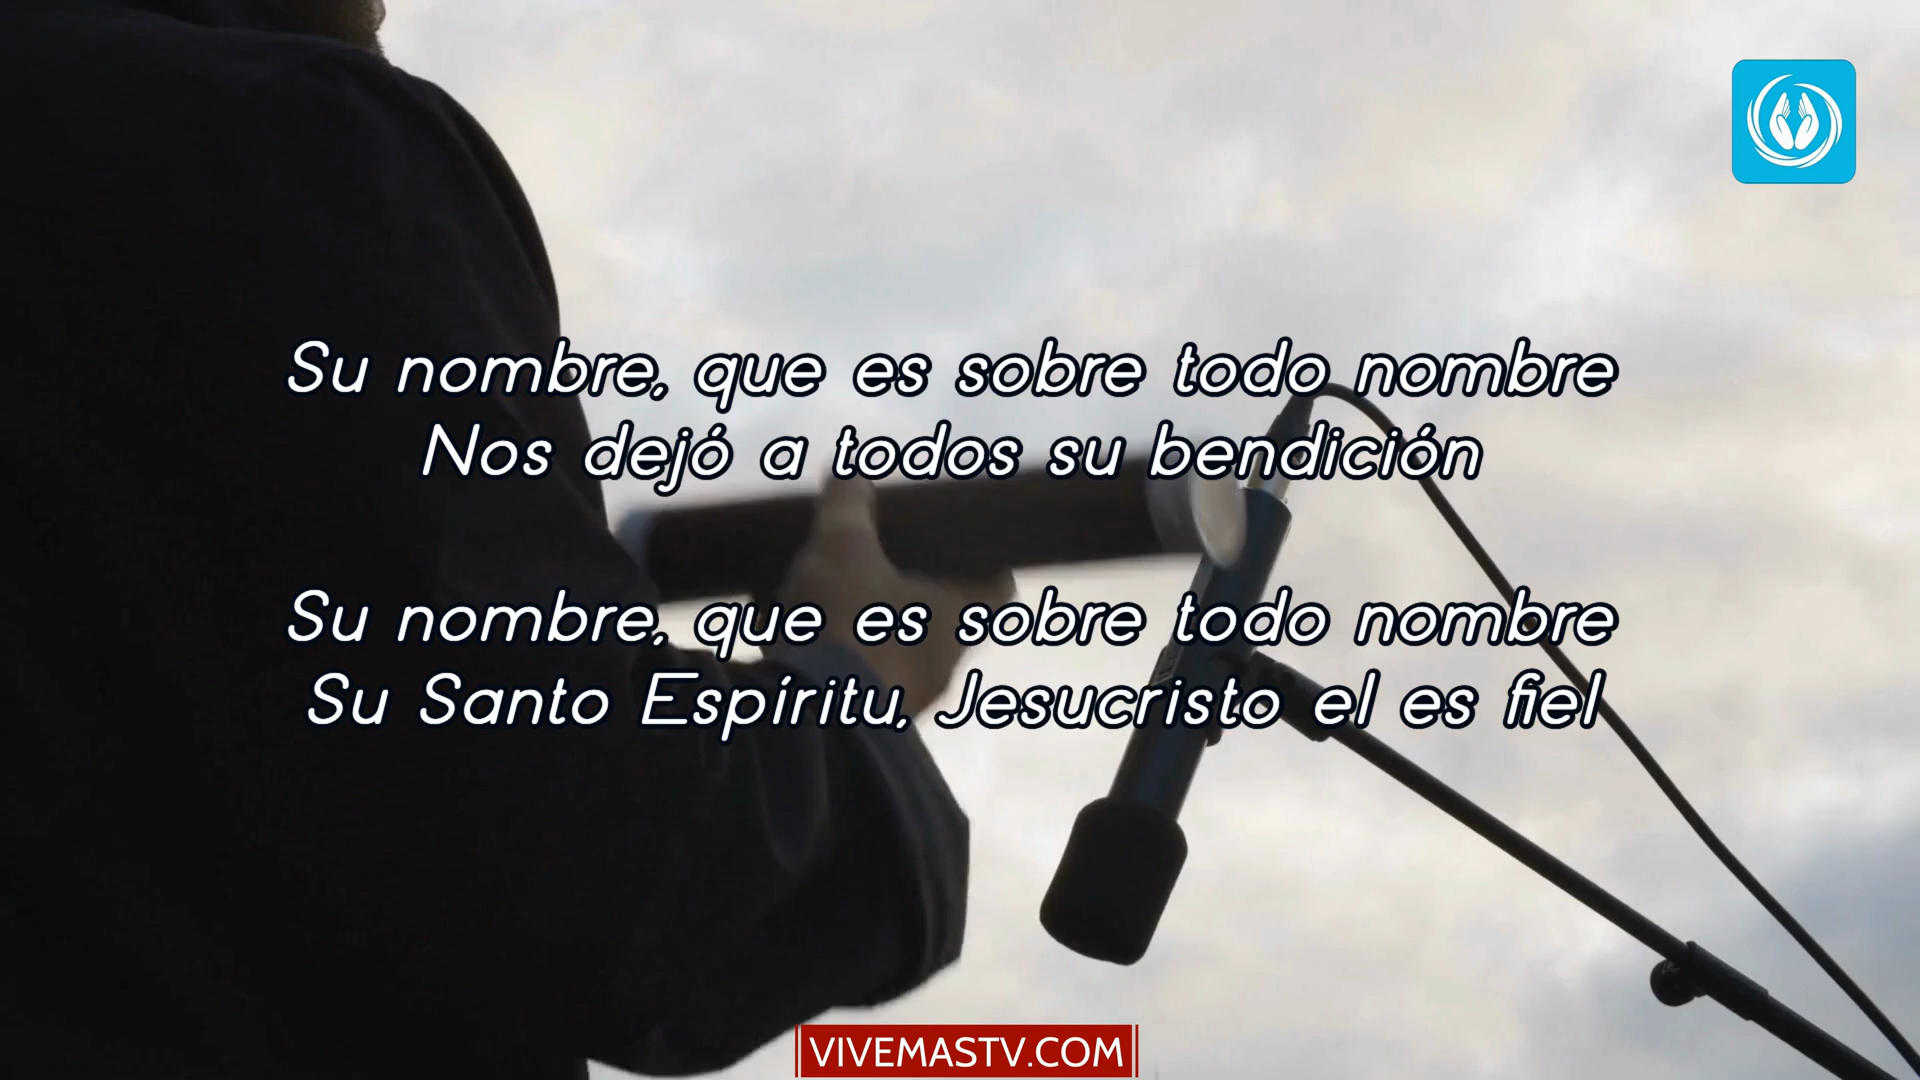 Su nombre, que es sobre todo nombre
Nos dejó a todos su bendición
Su nombre, que es sobre todo nombre
Su Santo Espíritu, Jesucristo el es fiel
VIVEMASTV.COM